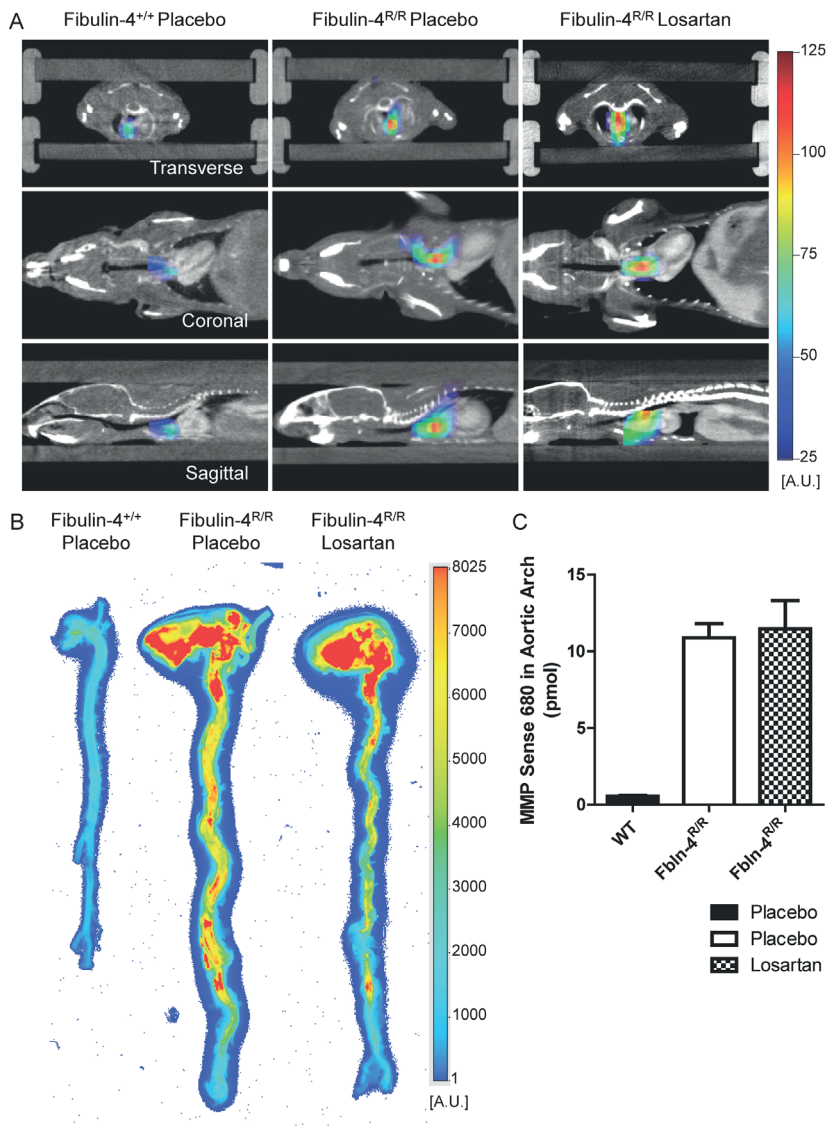 A
Fibulin-4+/+ Placebo
Fibulin-4R/R Placebo
Fibulin-4R/R Losartan
Transverse
Coronal
Sagittal
125
100
75
50
25
[A.U.]
B
Fibulin-4+/+
Placebo
Fibulin-4R/R
Placebo
Fibulin-4R/R
Losartan
8025
7000
6000
5000
4000
3000
2000
1000
1
[A.U.]
C
MMP Sense 680 in Aortic Arch
(pmol)
15
10
5
0
WT
Fbln-4R/R
Fbln-4R/R
Placebo
Placebo
Losartan